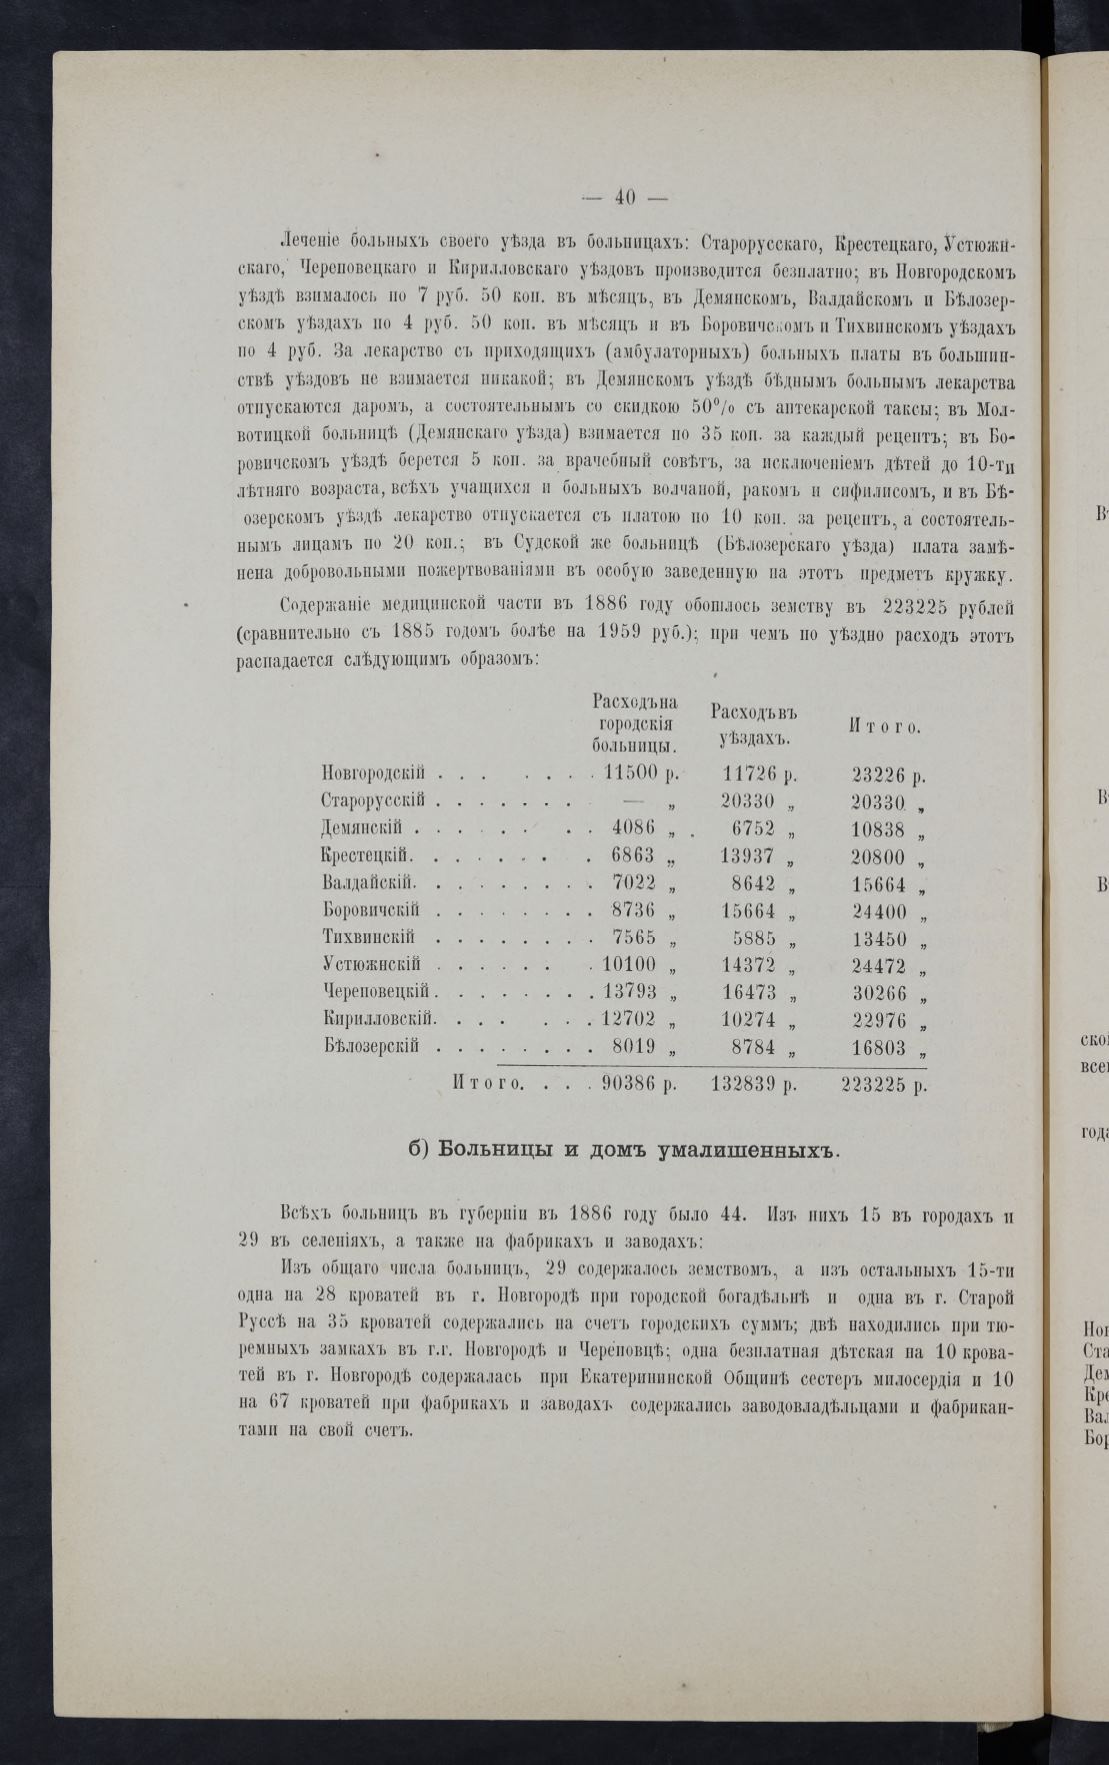 — 40 —
Леченіе больныхъ своего уѣзда въ больницахъ: Старорусскаго, Крестецкаго, Устюжн-
скаго, Череповецкаго и Кирилловскаго уѣздовъ производится безплатно; въ Новгородскомъ
уѣздѣ взималось по 7 руб. 50 коп. въ мѣсяцъ, въ Демянскомъ, Валдайскомъ и Бѣлозер-
скомъ уѣздахъ по 4 руб. 50 коп. въ мѣсяцъ и въ Боровичскомъ и Тихвинскомъ уѣздахъ
по 4 руб. За лекарство съ приходящихъ (амбулаторныхъ) больныхъ платы въ большин-
ствѣ уѣздовъ не взимается никакой; въ Демянскомъ уѣздѣ бѣднымъ больнымъ лекарства
отпускаются даромъ, а состоятельнымъ со скидкою 50% съ аптекарской таксы; въ Мол-
вотицкой больницѣ (Демянскаго уѣзда) взимается по 35 коп. за каждый рецептъ; въ Бо-
ровичскомъ уѣздѣ берется 5 коп. за врачебный совѣтъ, за исключеніемъ дѣтей до 10-ти
лѣтняго возраста, всѣхъ учащихся и больныхъ волчаной, ракомъ и сифилисомъ, и въ Бѣ-
озерскомъ уѣздѣ лекарство отпускается съ платою по 10 коп. за рецептъ, а состоятель-
нымъ лицамъ по 20 коп.; въ Судской же больницѣ (Бѣлозерскаго уѣзда) плата замѣ-
нена добровольными пожертвованіями въ особую заведенную на этотъ предметъ кружку.
Содержаніе медицинской части въ 1886 году обошлось земству въ 223225 рублей
(сравнительно съ 1885 годомъ болѣе на 1959 руб.); при чемъ по уѣздно расходъ этотъ
распадается слѣдующимъ образомъ:
Расходъ на городскія больницы. Расходъ въ уѣздахъ. Итого.
Новгородскій . . . . . . . . 11500 р. 11726 р. 23226 р.
Старорусскій . . . . . . . — „ 20330 „ 20330 „
Демянскій . . . . . . . . 4086 „ 6752 „ 10838 „
Крестецкій. . . . . . . . 6863 „ 13937 „ 20800 „
Валдайскій. . . . . . . . . 7022 „ 8642 „ 15664 „
Боровичскій . . . . . . . . 8736 „ 15664 „ 24400 „
Тихвинскій . . . . . . . . 7565 „ 5885 „ 13450 „
Устюжнскій . . . . . . . 10100 „ 14372 „ 24472 „
Череповецкій . . . . . . . . 13793 „ 16473 „ 30266 „
Кирилловскій. . . . . . . 12702 „ 10274 „ 22976 „
Бѣлозерскій . . . . . . . . 8019 „ 8784 „ 16803 „
Итого. . . . 90386 р. 132839 р. 223225 р.
б) Больницы и домъ умалишенныхъ.
Всѣхъ больницъ въ губерніи въ 1886 году было 44. Изъ нихъ 15 въ городахъ и
29 въ селеніяхъ, а также на фабрикахъ и заводахъ:
Изъ общаго числа больницъ, 29 содержалось земствомъ, а изъ остальныхъ 15-ти
одна на 28 кроватей въ г. Новгородѣ при городской богадѣльнѣ и одна въ г. Старой
Руссѣ на 35 кроватей содержались на счетъ городскихъ суммъ; двѣ находились при тю-
ремныхъ замкахъ въ г.г. Новгородѣ и Череповцѣ; одна безплатная дѣтская на 10 крова-
тей въ г. Новгородѣ содержалась при Екатерининской Общинѣ сестеръ милосердія и 10
на 67 кроватей при фабрикахъ и заводахъ содержались заводовладѣльцами и фабрикан-
тами на свой счетъ.